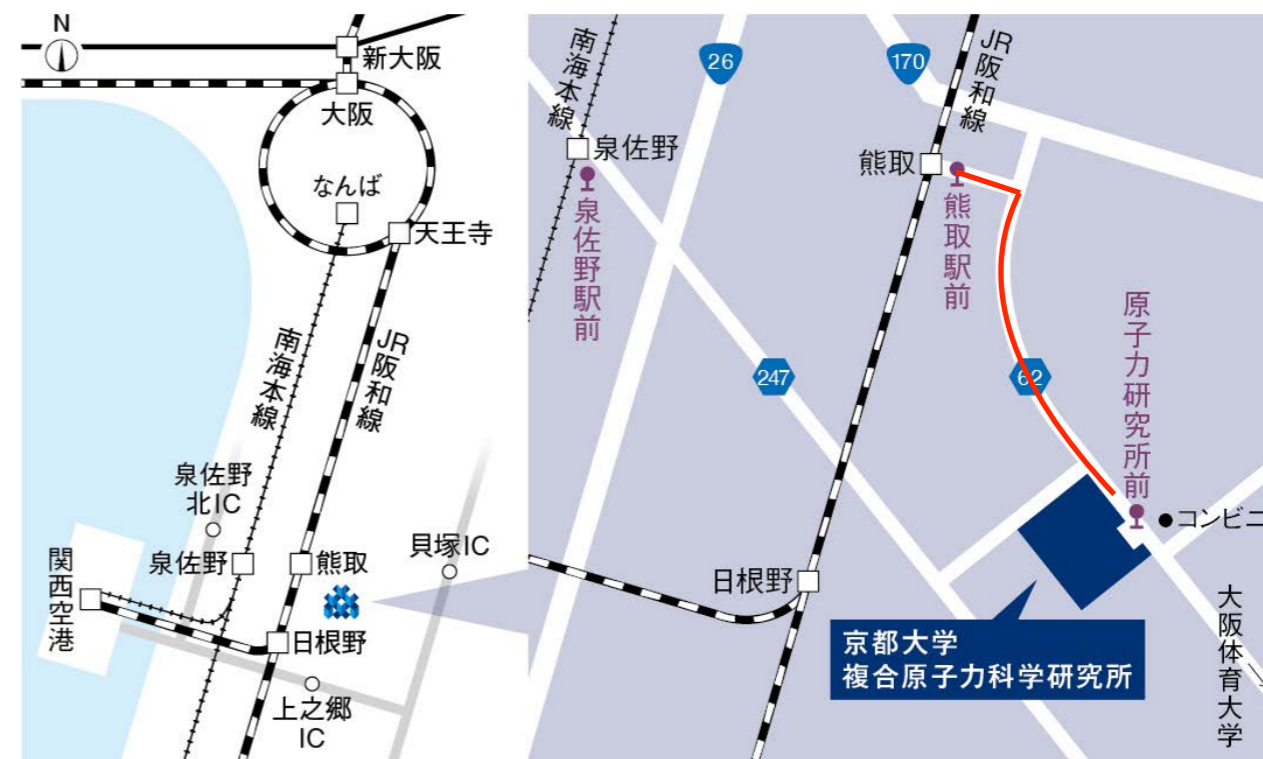 N
新大阪
大阪
なんば
天王寺
南海本線
JR阪和線
泉佐野
北IC
関西空港
泉佐野
熊取
貝塚IC
日根野
上之郷
IC
南海本線
26
170
JR阪和線
泉佐野
泉佐野駅前
熊取
熊取駅前
原子力研究所前
247
62
コンビニ
日根野
京都大学
複合原子力科学研究所
大阪体育大学